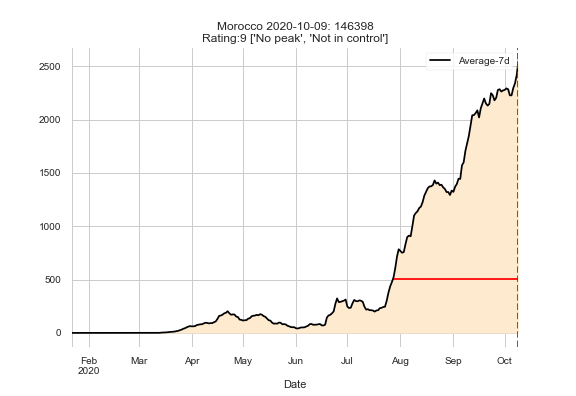 Morocco 2020-10-09: 146398
Rating:9 ['No peak', 'Not in control']
Average-7d
2500
2000
1500
1000
500
0
Feb Mar Apr May Jun Jul Aug Sep Oct
2020
Date